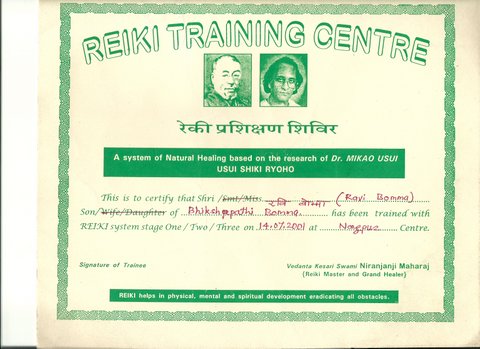 REIKI TRAINING CENTRE
रेकी प्रशिक्षण शिविर
A system of Natural Healing based on the research of Dr. MIKAO USUI
USUI SHIKI RYOHO
This is to certify that Shri /Smt/Miss. रवि बोम्मा (Ravi Bomma)
Son/Wife/Daughter of Bhikshapathi Bomma has been trained with
REIKI system stage One / Two / Three on 14.07.2001 at Nagpur Centre.
Signature of Trainee
Vedanta Kesari Swami Niranjanji Maharaj
(Reiki Master and Grand Healer)
REIKI helps in physical, mental and spiritual development eradicating all obstacles.